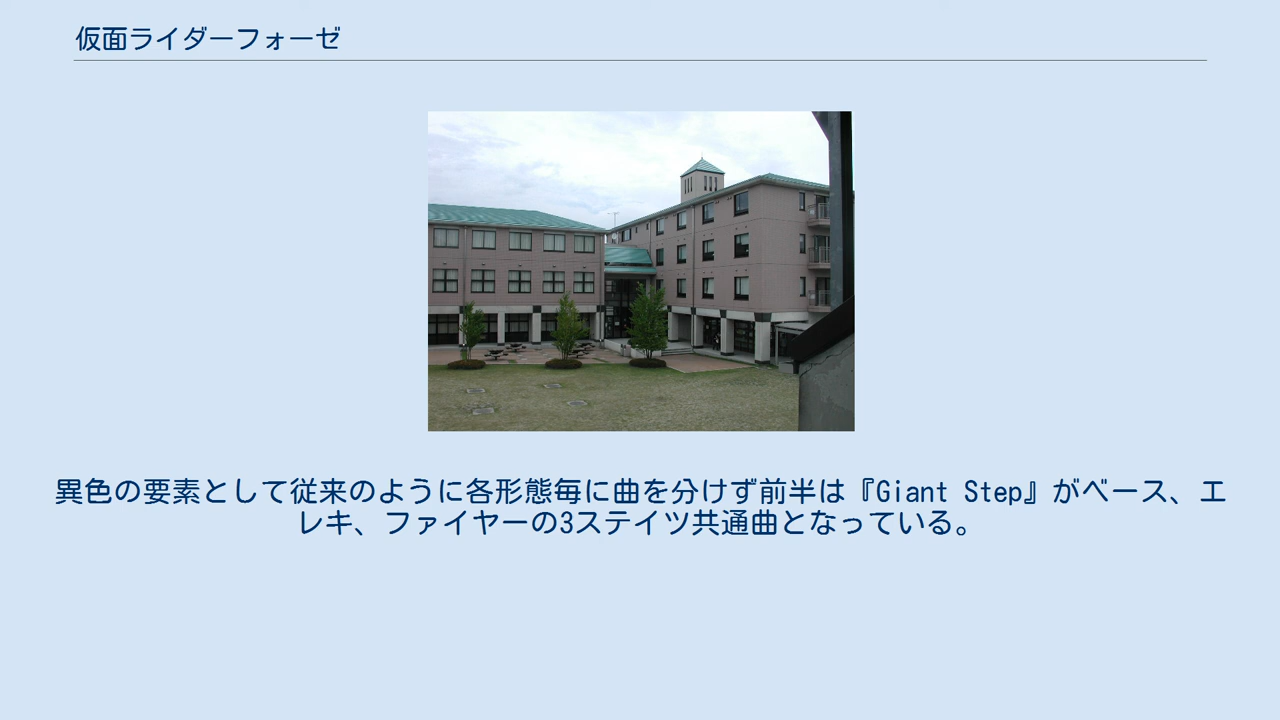 仮面ライダーフォーゼ
異色の要素として従来のように各形態毎に曲を分けず前半は『Giant Step』がベース、エ
レキ、ファイヤーの3ステイツ共通曲となっている。